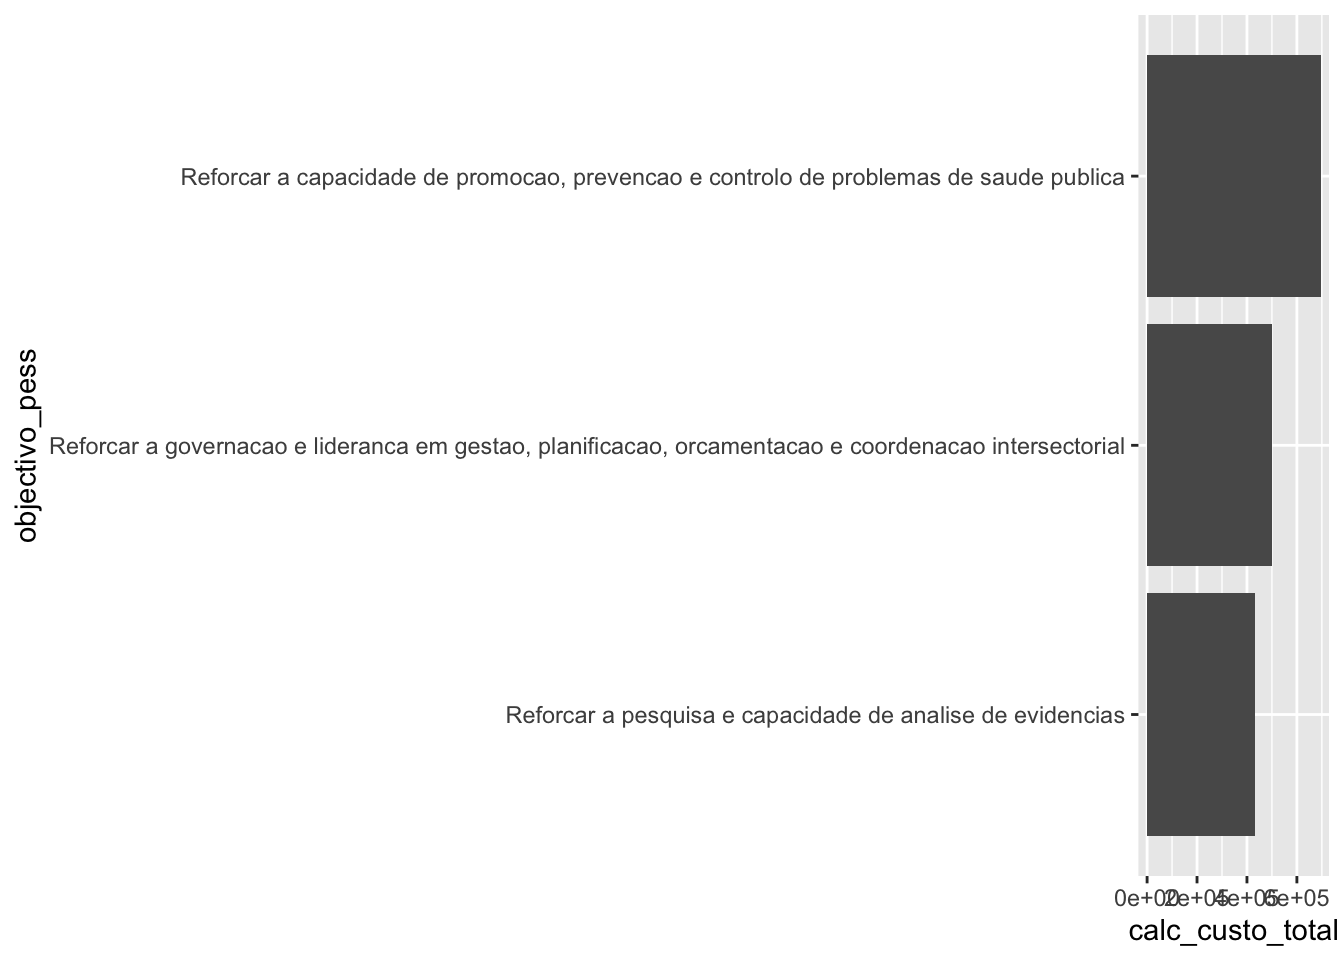 Reforcar a capacidade de promocao, prevencao e controlo de problemas de saude publica
objectivo_pess
Reforcar a governacao e lideranca em gestao, planificacao, orcamentacao e coordenacao intersectorial
Reforcar a pesquisa e capacidade de analise de evidencias
0e+00 2e+05 4e+05 6e+05
calc_custo_total